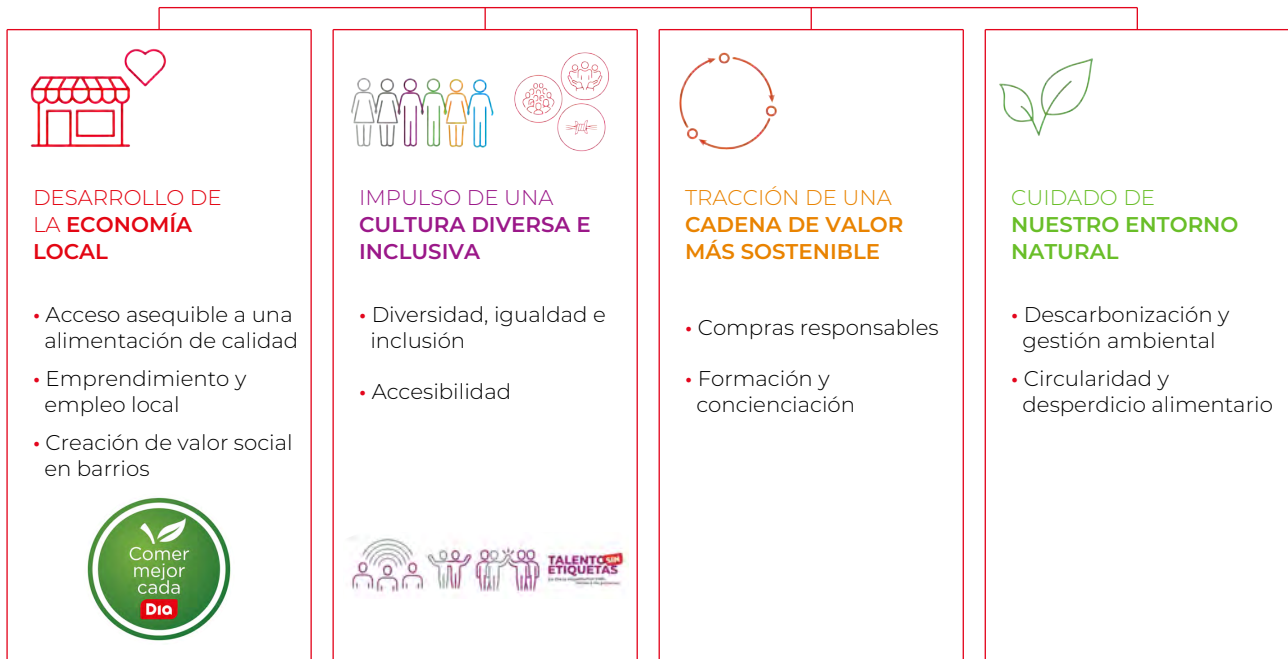 DESARROLLO DE
LA ECONOMÍA
LOCAL
• Acceso asequible a una
alimentación de calidad
• Emprendimiento y
empleo local
• Creación de valor social
en barrios
Comer
mejor
cada
Dia
IMPULSO DE UNA
CULTURA DIVERSA E
INCLUSIVA
• Diversidad, igualdad e
inclusión
• Accesibilidad
TALENTO SIN
ETIQUETAS
TRACCIÓN DE UNA
CADENA DE VALOR
MÁS SOSTENIBLE
• Compras responsables
• Formación y
concienciación
CUIDADO DE
NUESTRO ENTORNO
NATURAL
• Descarbonización y
gestión ambiental
• Circularidad y
desperdicio alimentario